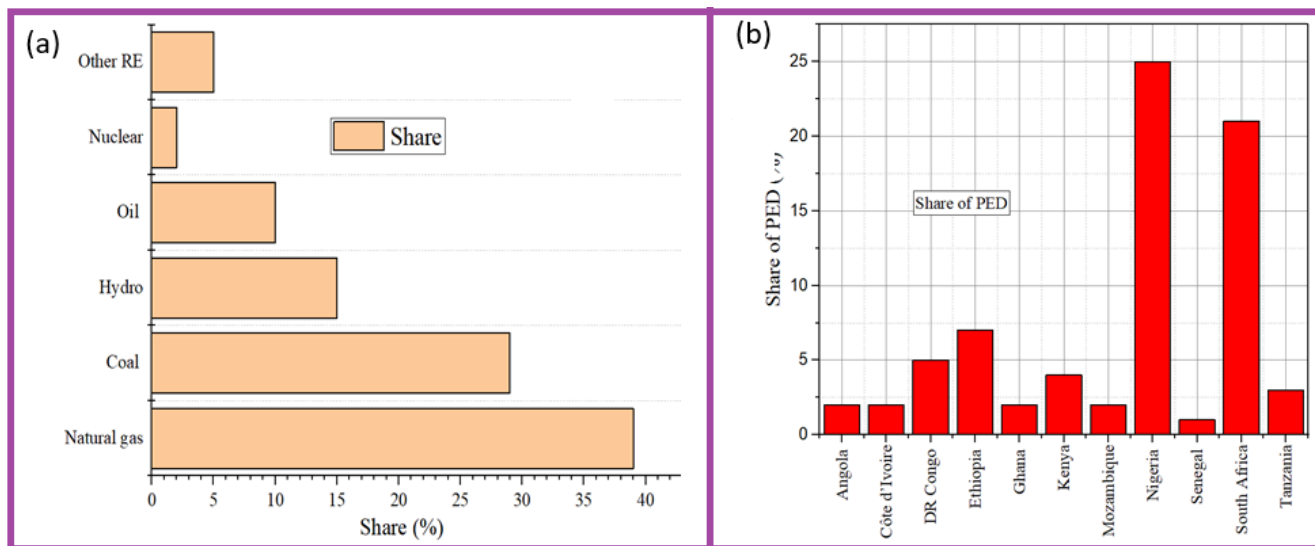 (a)
Other RE
Nuclear
Oil
Hydro
Coal
Natural gas
Share
0 5 10 15 20 25 30 35 40
Share (%)
(b)
Share of PED (%)
25
20
15
10
5
0
Share of PED
Angola
Côte d'Ivoire
DR Congo
Ethiopia
Ghana
Kenya
Mozambique
Nigeria
Senegal
South Africa
Tanzania